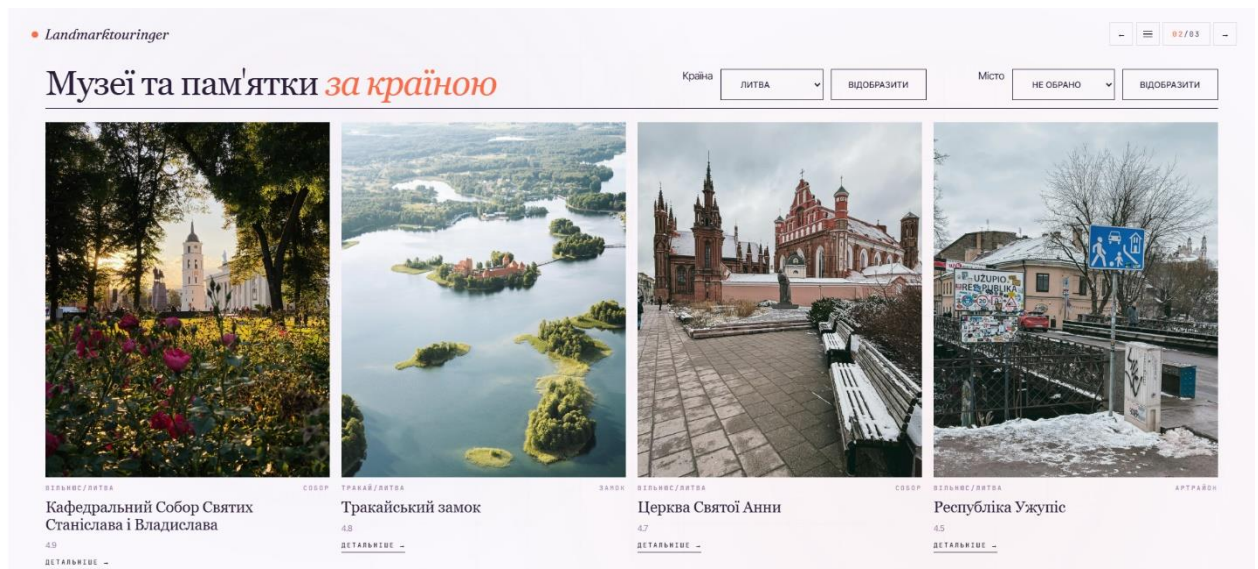 Landmarktouringer
← ☰ 02/03 →
Музеї та пам'ятки за країною
Країна ЛИТВА ВІДОБРАЗИТИ Місто НЕ ОБРАНО ВІДОБРАЗИТИ
UŽUPIO
RES PUBLIKA
ВІЛЬНЮС/ЛИТВА СОБОР
Кафедральний Собор Святих
Станіслава і Владислава
4.9
ДЕТАЛЬНІШЕ →
ТРАКАЙ/ЛИТВА ЗАМОК
Тракайський замок
4.8
ДЕТАЛЬНІШЕ →
ВІЛЬНЮС/ЛИТВА СОБОР
Церква Святої Анни
4.7
ДЕТАЛЬНІШЕ →
ВІЛЬНЮС/ЛИТВА АРТРАЙОН
Республіка Ужупіс
4.5
ДЕТАЛЬНІШЕ →